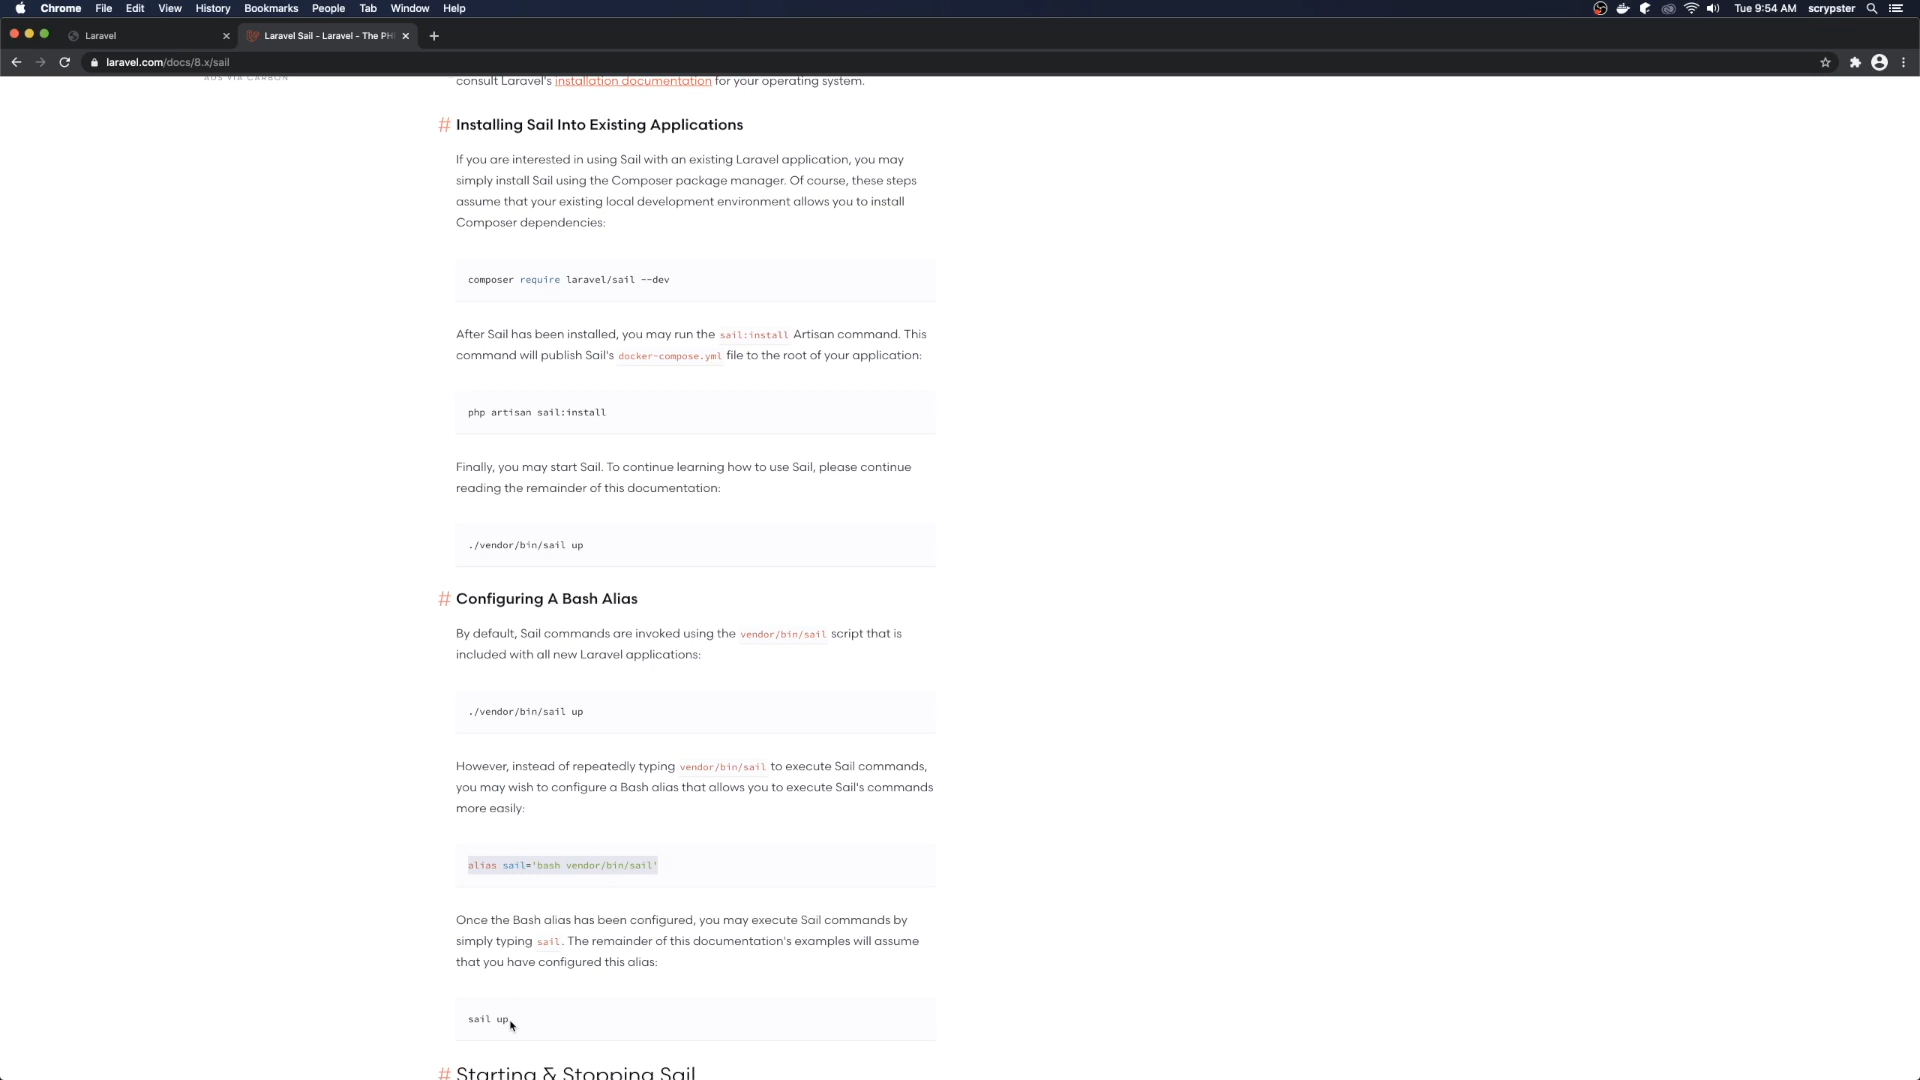 Chrome File Edit View History Bookmarks People Tab Window Help Tue 9:54 AM scrypster
Laravel Laravel Sail - Laravel - The PH
laravel.com/docs/8.x/sail
ADS VIA CARBON
consult Laravel's installation documentation for your operating system.
# Installing Sail Into Existing Applications
If you are interested in using Sail with an existing Laravel application, you may
simply install Sail using the Composer package manager. Of course, these steps
assume that your existing local development environment allows you to install
Composer dependencies:
composer require laravel/sail --dev
After Sail has been installed, you may run the sail:install Artisan command. This
command will publish Sail's docker-compose.yml file to the root of your application:
php artisan sail:install
Finally, you may start Sail. To continue learning how to use Sail, please continue
reading the remainder of this documentation:
./vendor/bin/sail up
# Configuring A Bash Alias
By default, Sail commands are invoked using the vendor/bin/sail script that is
included with all new Laravel applications:
./vendor/bin/sail up
However, instead of repeatedly typing vendor/bin/sail to execute Sail commands,
you may wish to configure a Bash alias that allows you to execute Sail's commands
more easily:
alias sail='bash vendor/bin/sail'
Once the Bash alias has been configured, you may execute Sail commands by
simply typing sail. The remainder of this documentation's examples will assume
that you have configured this alias:
sail up
# Starting & Stopping Sail